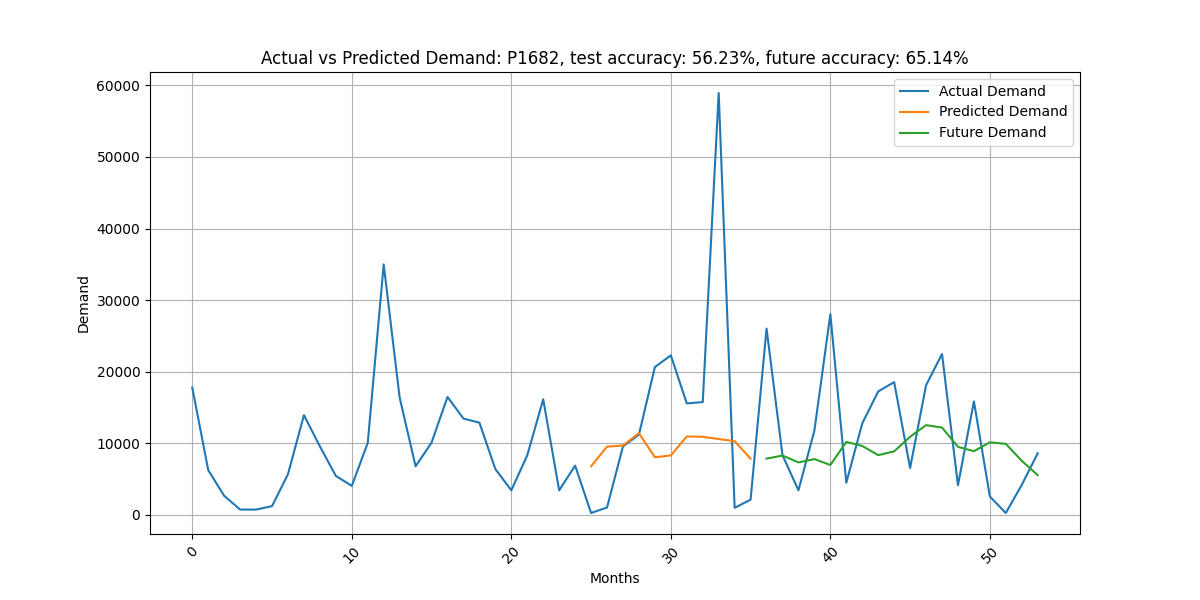 Actual vs Predicted Demand: P1682, test accuracy: 56.23%, future accuracy: 65.14%
Actual Demand
Predicted Demand
Future Demand
60000
50000
40000
30000
20000
10000
0
Demand
0
10
20
30
40
50
Months